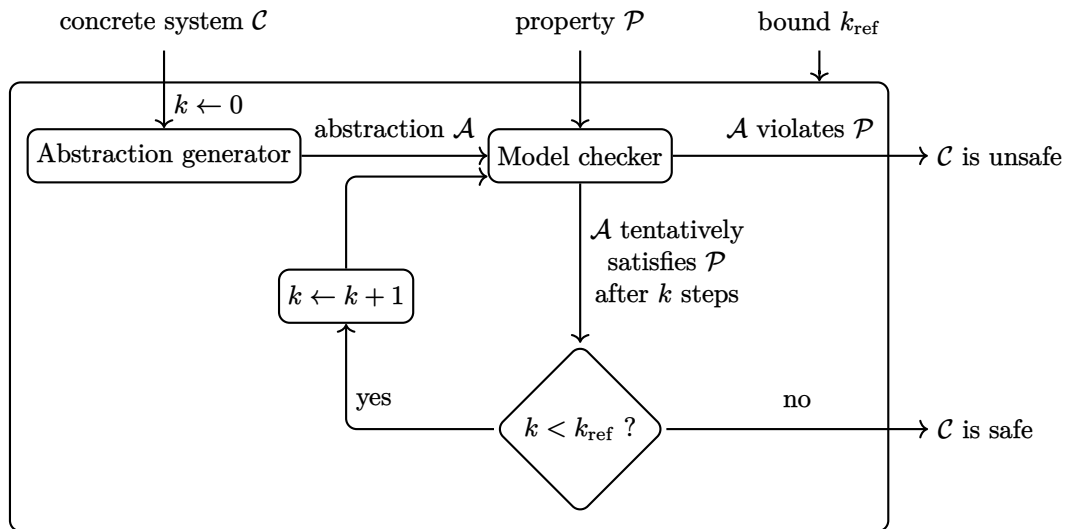 concrete system 𝒞
property 𝒫
bound k_ref
k ← 0
Abstraction generator
abstraction 𝒜
Model checker
𝒜 violates 𝒫
𝒞 is unsafe
𝒜 tentatively
satisfies 𝒫
after k steps
k ← k + 1
yes
k < k_ref ?
no
𝒞 is safe